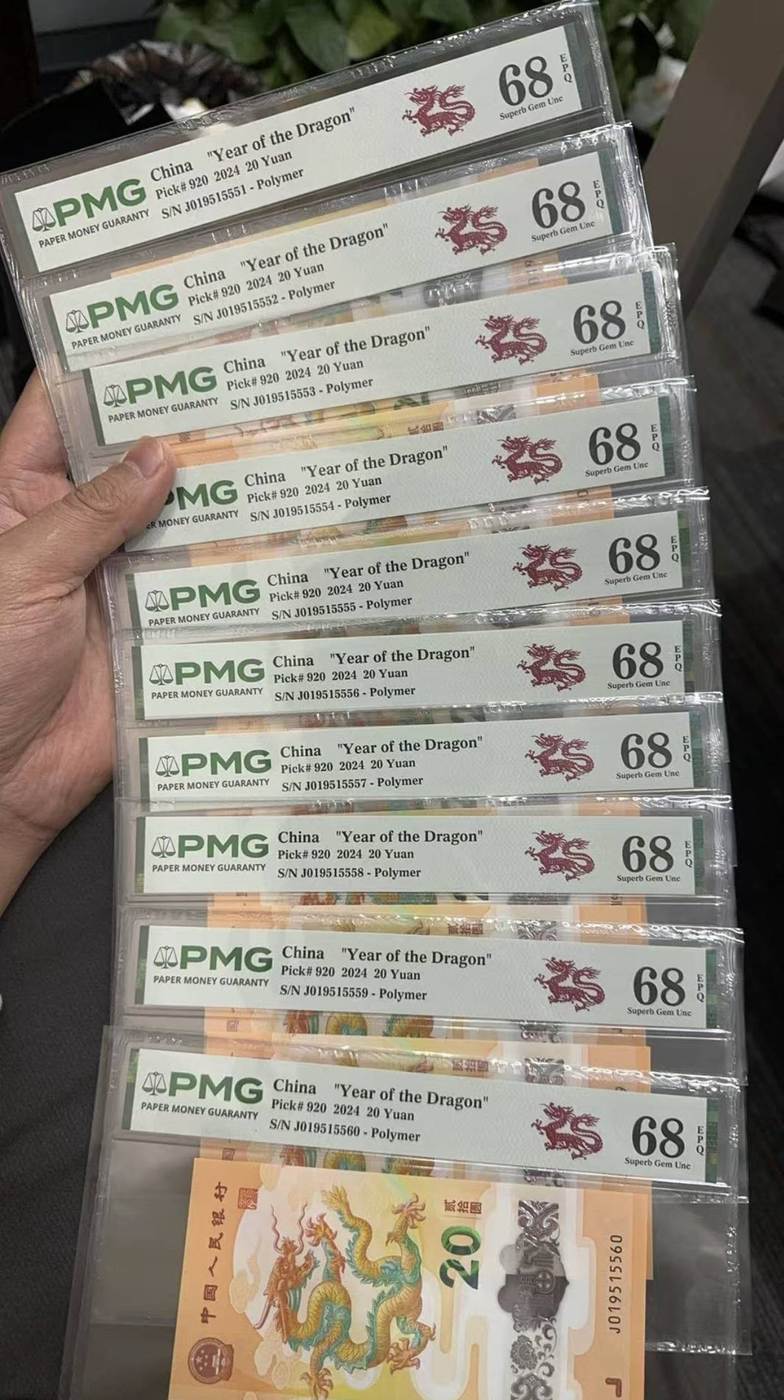 PMG
PAPER MONEY GUARANTY
China "Year of the Dragon"
Pick# 920 2024 20 Yuan
S/N J019515551 - Polymer
68
EPQ
Superb Gem Unc
PMG
PAPER MONEY GUARANTY
China "Year of the Dragon"
Pick# 920 2024 20 Yuan
S/N J019515552 - Polymer
68
EPQ
Superb Gem Unc
PMG
PAPER MONEY GUARANTY
China "Year of the Dragon"
Pick# 920 2024 20 Yuan
S/N J019515553 - Polymer
68
EPQ
Superb Gem Unc
MG
ER MONEY GUARANTY
China "Year of the Dragon"
Pick# 920 2024 20 Yuan
S/N J019515554 - Polymer
68
EPQ
Superb Gem Unc
PMG
PAPER MONEY GUARANTY
China "Year of the Dragon"
Pick# 920 2024 20 Yuan
S/N J019515555 - Polymer
68
EPQ
Superb Gem Unc
PMG
PAPER MONEY GUARANTY
China "Year of the Dragon"
Pick# 920 2024 20 Yuan
S/N J019515556 - Polymer
68
EPQ
Superb Gem Unc
PMG
PAPER MONEY GUARANTY
China "Year of the Dragon"
Pick# 920 2024 20 Yuan
S/N J019515557 - Polymer
68
EPQ
Superb Gem Unc
PMG
PAPER MONEY GUARANTY
China "Year of the Dragon"
Pick# 920 2024 20 Yuan
S/N J019515558 - Polymer
68
EPQ
Superb Gem Unc
PMG
PAPER MONEY GUARANTY
China "Year of the Dragon"
Pick# 920 2024 20 Yuan
S/N J019515559 - Polymer
68
EPQ
Superb Gem Unc
PMG
PAPER MONEY GUARANTY
China "Year of the Dragon"
Pick# 920 2024 20 Yuan
S/N J019515560 - Polymer
68
EPQ
Superb Gem Unc
中国人民银行
20
贰拾圆
J019515560